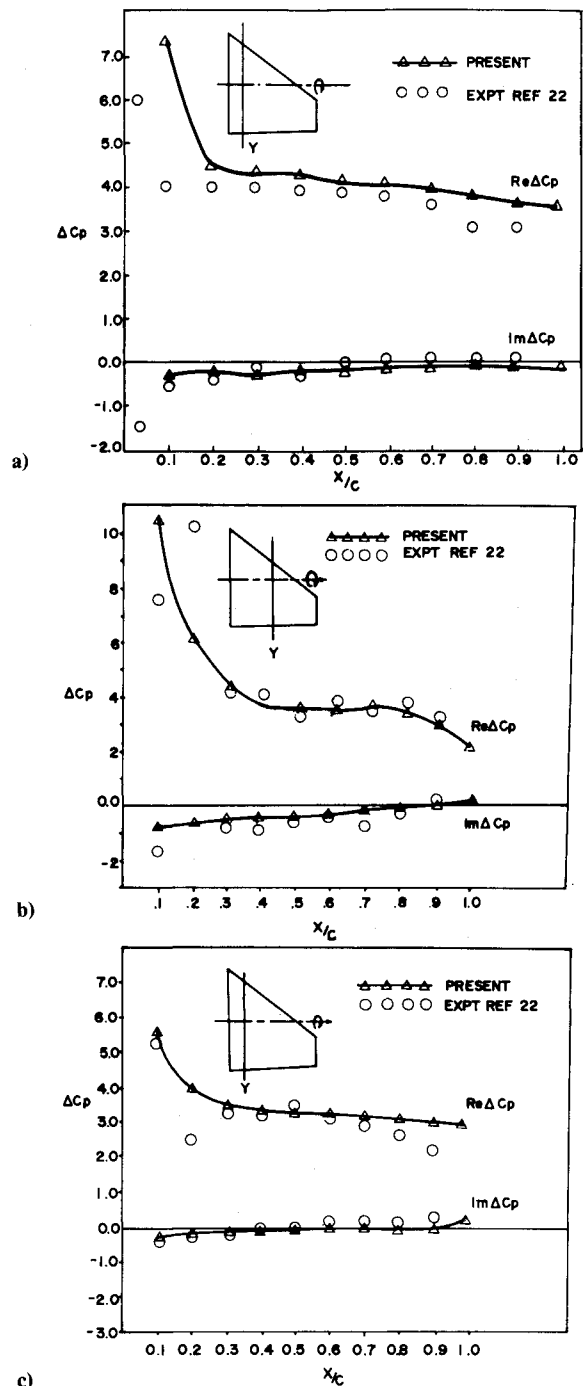 7.0
6.0
5.0
4.0
3.0
2.0
1.0
0.0
-1.0
-2.0
ΔCp
Y
θ
PRESENT
EXPT REF 22
ReΔCp
ImΔCp
0.1 0.2 0.3 0.4 0.5 0.6 0.7 0.8 0.9 1.0
X/C
a)
10
8
6
4
2
0.0
-2
ΔCp
Y
θ
PRESENT
EXPT REF 22
ReΔCp
ImΔCp
.1 .2 .3 .4 .5 .6 .7 .8 .9 1.0
X/C
b)
7.0
6.0
5.0
4.0
3.0
2.0
1.0
0.0
-1.0
-3.0
ΔCp
Y
θ
PRESENT
EXPT REF 22
ReΔCp
ImΔCp
0.1 0.2 0.3 0.4 0.5 0.6 0.7 0.8 0.9 1.0
X/C
c)